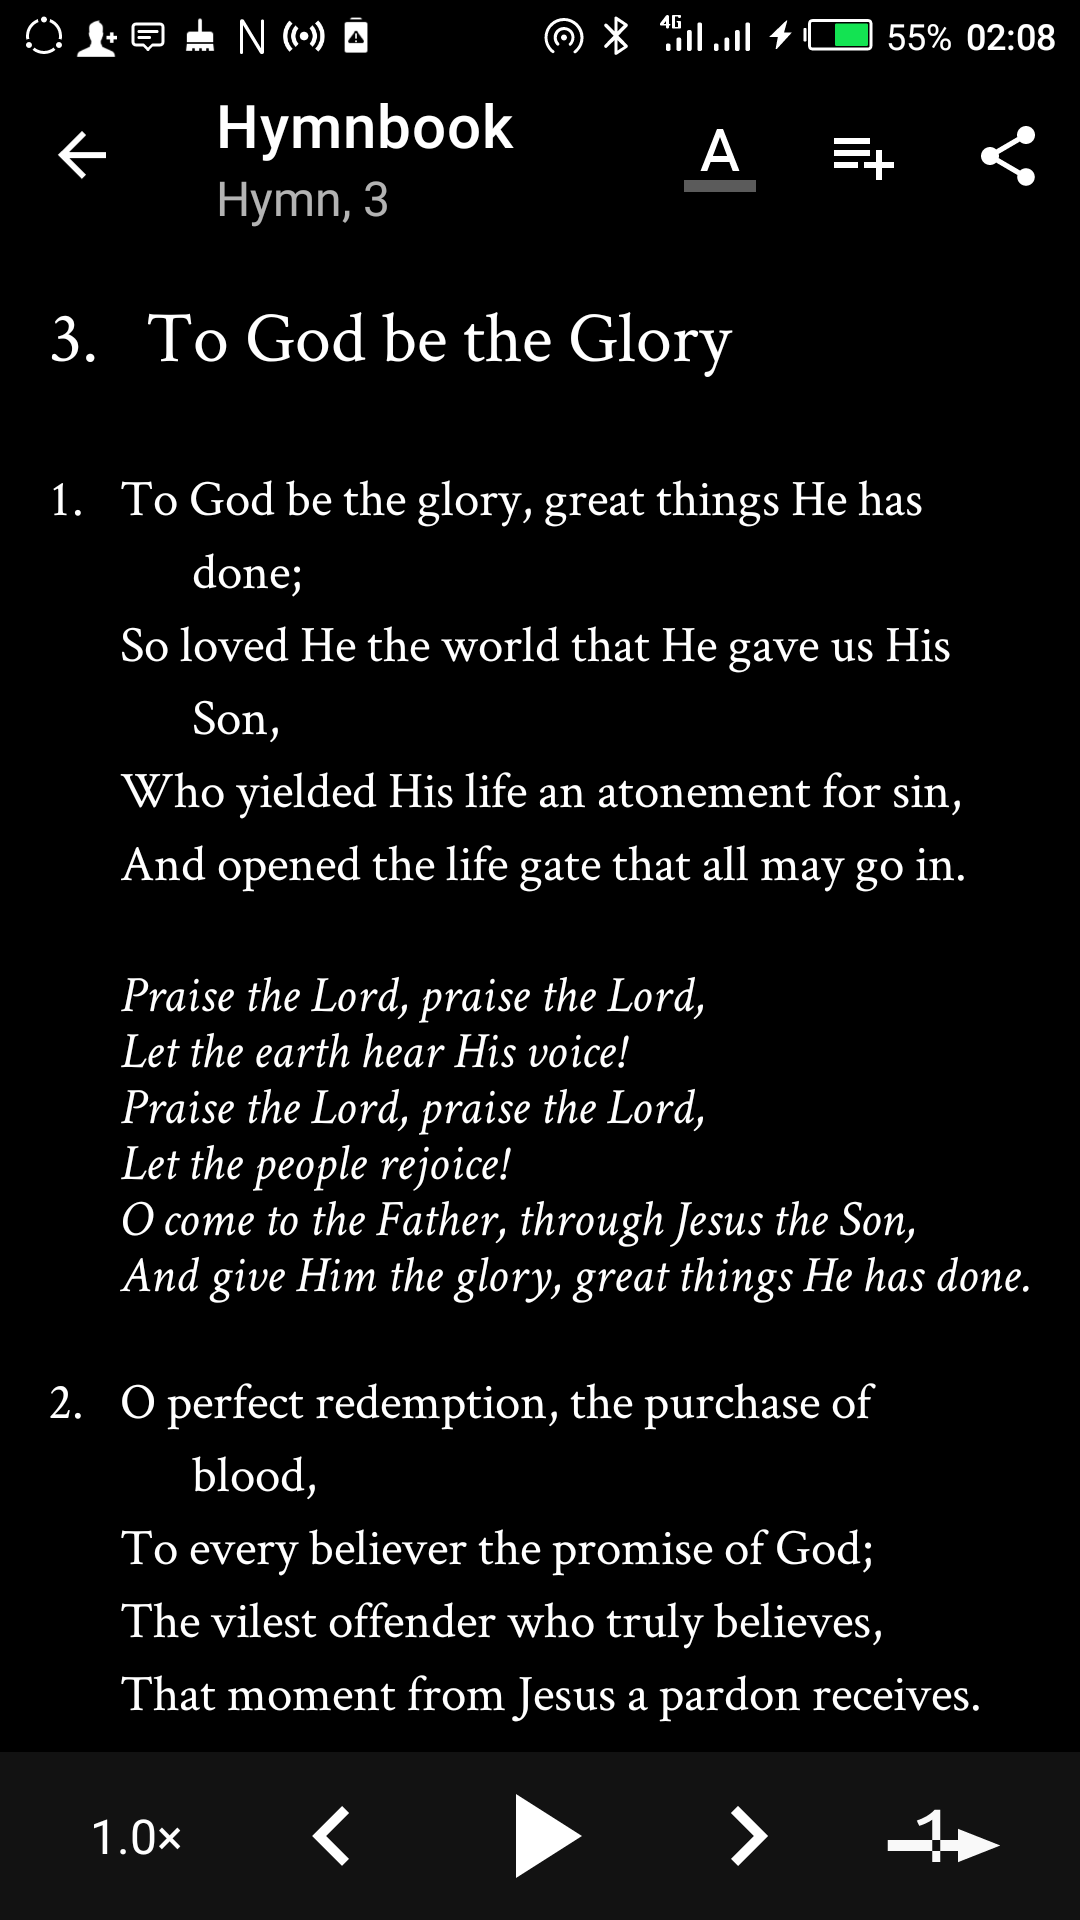 4G 55% 02:08
Hymnbook
A
Hymn, 3
3. To God be the Glory
1. To God be the glory, great things He has
done;
So loved He the world that He gave us His
Son,
Who yielded His life an atonement for sin,
And opened the life gate that all may go in.
Praise the Lord, praise the Lord,
Let the earth hear His voice!
Praise the Lord, praise the Lord,
Let the people rejoice!
O come to the Father, through Jesus the Son,
And give Him the glory, great things He has done.
2. O perfect redemption, the purchase of
blood,
To every believer the promise of God;
The vilest offender who truly believes,
That moment from Jesus a pardon receives.
1.0× 1